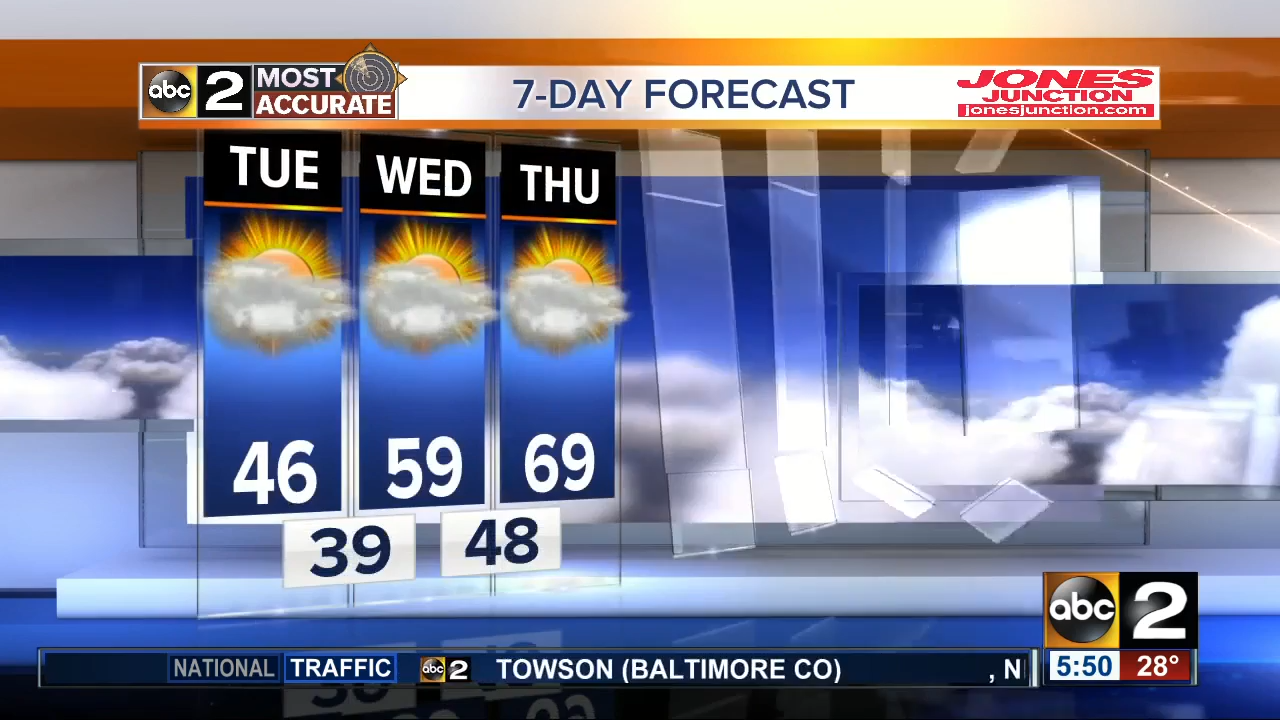 abc 2 MOST ACCURATE
7-DAY FORECAST
JONES
JUNCTION
jonesjunction.com
TUE WED THU
46 59 69
39 48
abc 2
NATIONAL TRAFFIC abc 2 TOWSON (BALTIMORE CO) , N
5:50 28°